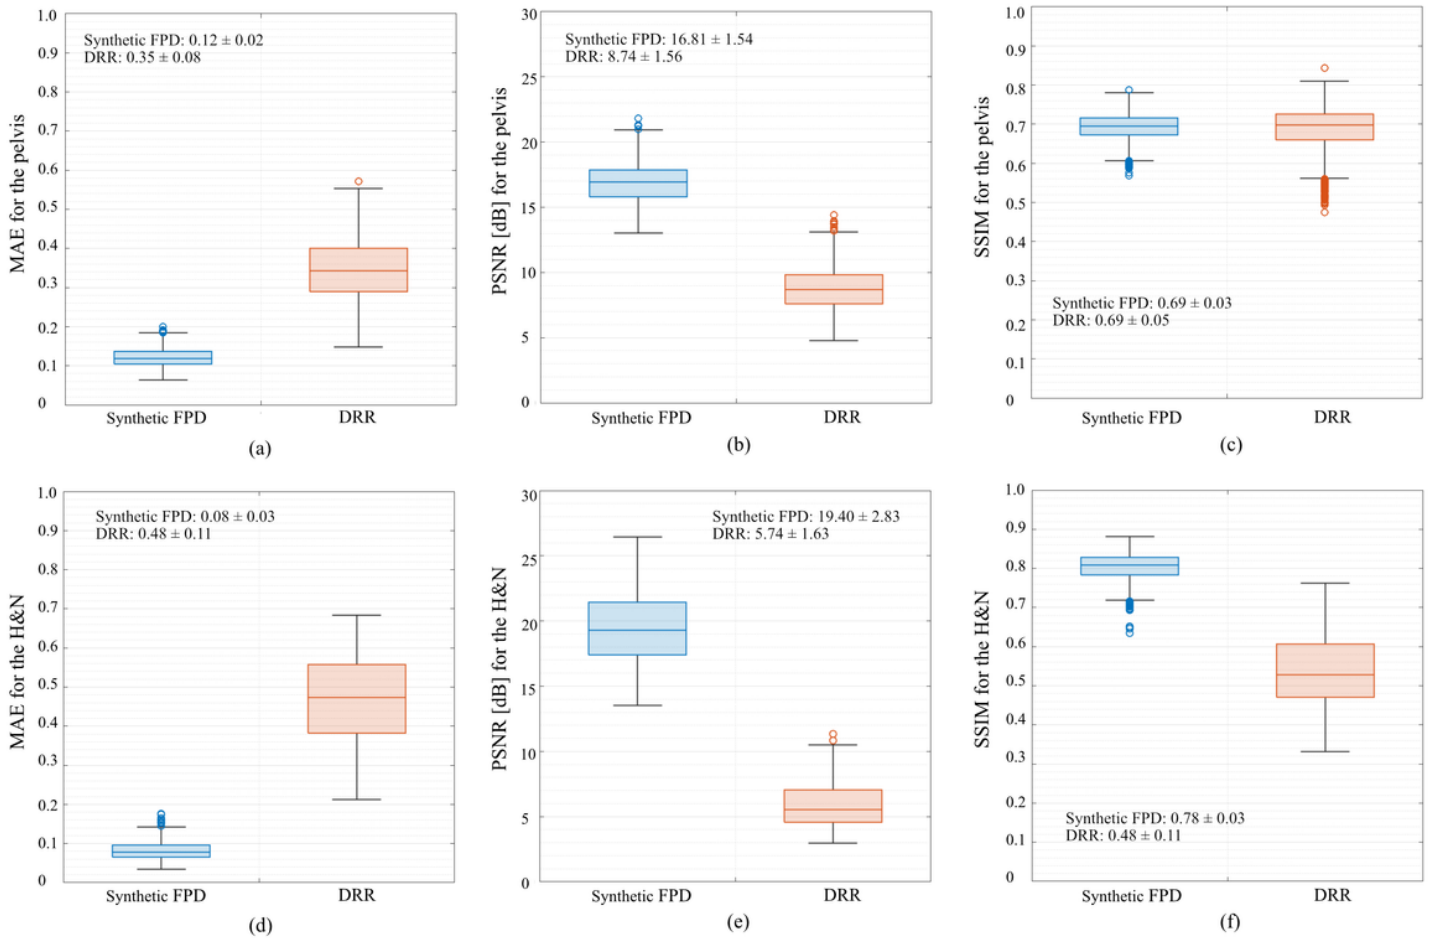 MAE for the pelvis
1.0
0.9
0.8
0.7
0.6
0.5
0.4
0.3
0.2
0.1
0
Synthetic FPD: 0.12 ± 0.02
DRR: 0.35 ± 0.08
Synthetic FPD
DRR
(a)
PSNR [dB] for the pelvis
30
25
20
15
10
5
0
Synthetic FPD: 16.81 ± 1.54
DRR: 8.74 ± 1.56
Synthetic FPD
DRR
(b)
SSIM for the pelvis
1.0
0.9
0.8
0.7
0.6
0.5
0.4
0.3
0.2
0.1
0
Synthetic FPD: 0.69 ± 0.03
DRR: 0.69 ± 0.05
Synthetic FPD
DRR
(c)
MAE for the H&N
1.0
0.9
0.8
0.7
0.6
0.5
0.4
0.3
0.2
0.1
0
Synthetic FPD: 0.08 ± 0.03
DRR: 0.48 ± 0.11
Synthetic FPD
DRR
(d)
PSNR [dB] for the H&N
30
25
20
15
10
5
0
Synthetic FPD: 19.40 ± 2.83
DRR: 5.74 ± 1.63
Synthetic FPD
DRR
(e)
SSIM for the H&N
1.0
0.9
0.8
0.7
0.6
0.5
0.4
0.3
0.2
0.1
0
Synthetic FPD: 0.78 ± 0.03
DRR: 0.48 ± 0.11
Synthetic FPD
DRR
(f)